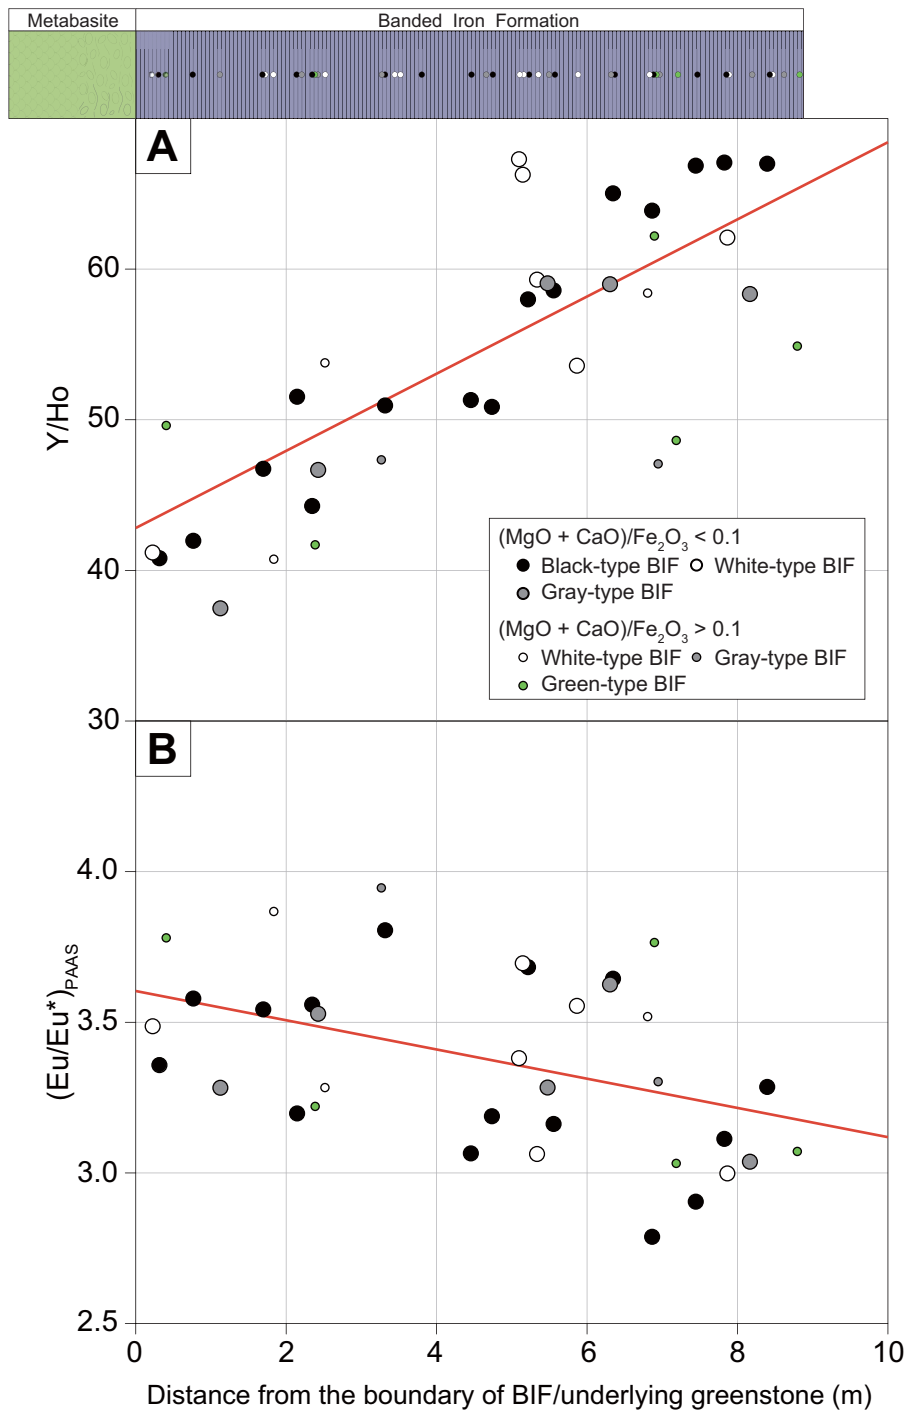 Metabasite Banded Iron Formation
A
60
50
40
30
Y/Ho
(MgO + CaO)/Fe₂O₃ < 0.1
Black-type BIF White-type BIF
Gray-type BIF
(MgO + CaO)/Fe₂O₃ > 0.1
White-type BIF Gray-type BIF
Green-type BIF
B
4.0
3.5
3.0
2.5
(Eu/Eu*)PAAS
0 2 4 6 8 10
Distance from the boundary of BIF/underlying greenstone (m)